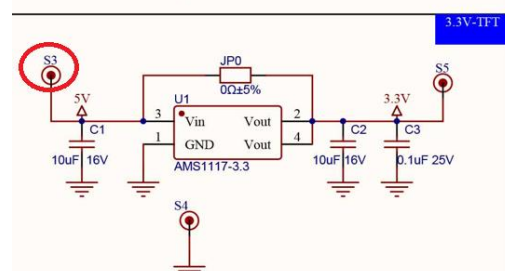 3.3V-TFT
S3
JP0
S5
0Ω±5%
5V
U1
3.3V
3
Vin
Vout
2
C1
C2
C3
1
GND
Vout
4
10uF 16V
10uF 16V
0.1uF 25V
AMS1117-3.3
S4